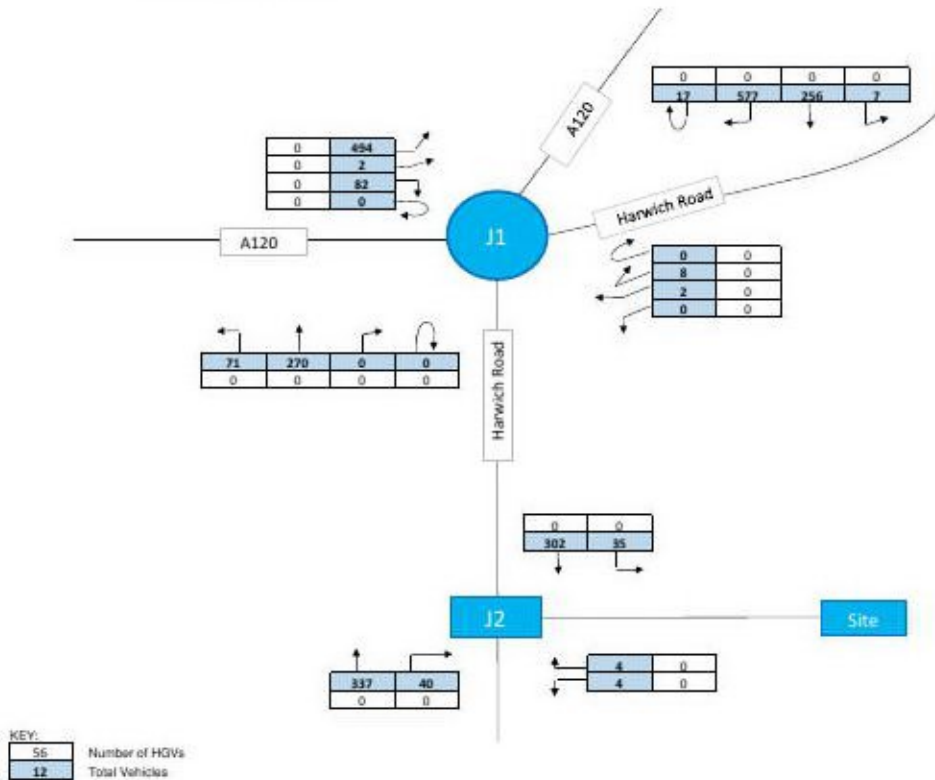 0 0 0 0
17 577 256 7
A120
0 494
0 2
0 82
0 0
J1
Harwich Road
A120
0 0
8 0
2 0
0 0
71 270 0 0
0 0 0 0
Harwich Road
0 0
302 35
J2
Site
337 40
0 0
4 0
4 0
KEY:
56 Number of HGVs
12 Total Vehicles